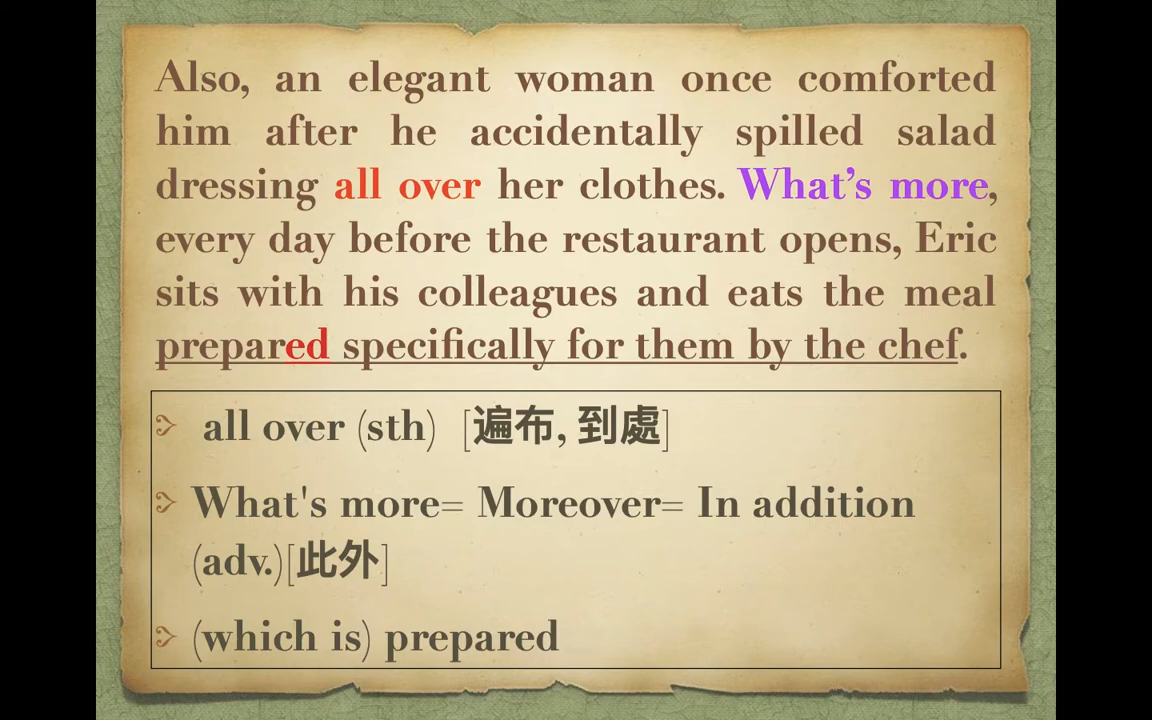 Also, an elegant woman once comforted
him after he accidentally spilled salad
dressing all over her clothes. What’s more,
every day before the restaurant opens, Eric
sits with his colleagues and eats the meal
prepared specifically for them by the chef.
all over (sth) [遍布, 到處]
What's more= Moreover= In addition
(adv.)[此外]
(which is) prepared